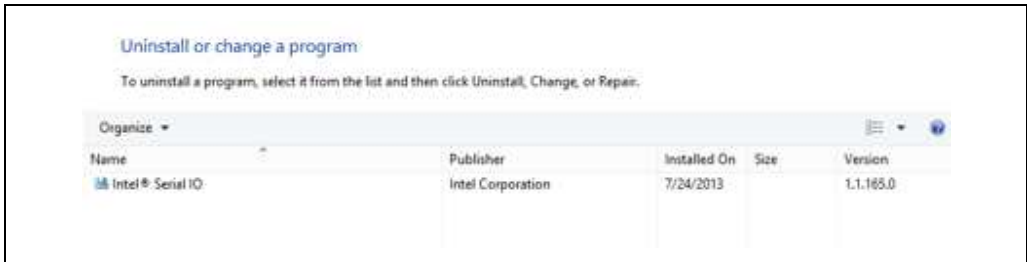 Uninstall or change a program
To uninstall a program, select it from the list and then click Uninstall, Change, or Repair.
Organize
Name Publisher Installed On Size Version
Intel® Serial IO Intel Corporation 7/24/2013 1.1.165.0